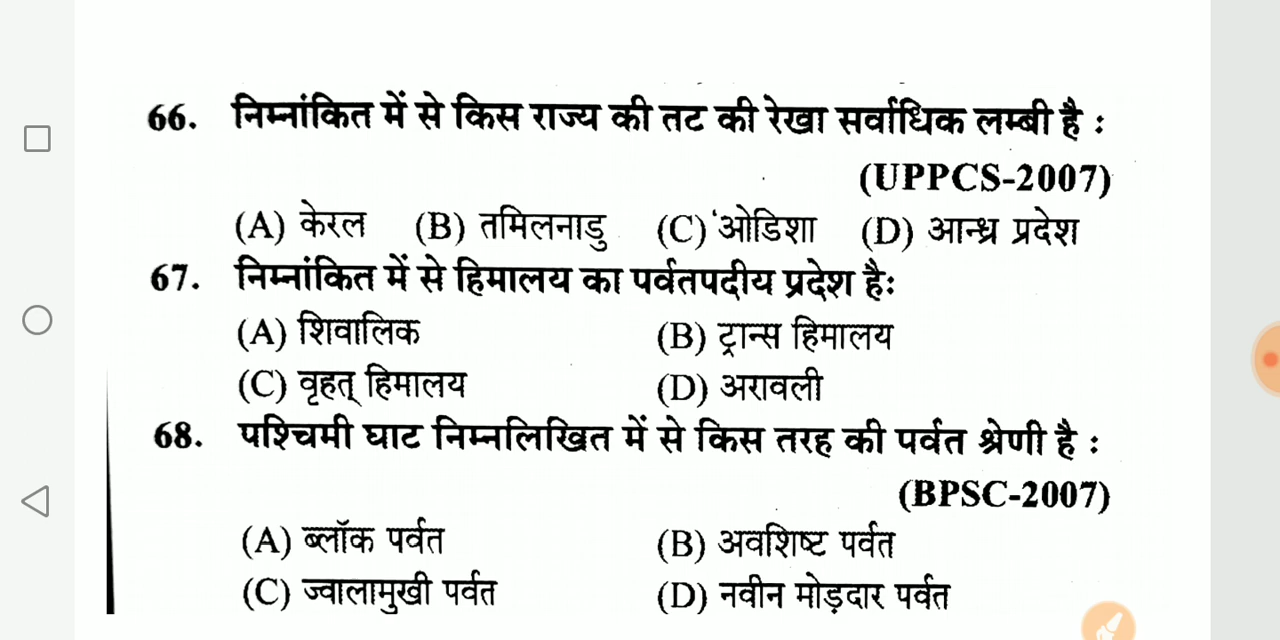 66. निम्नांकित में से किस राज्य की तट की रेखा सर्वाधिक लम्बी है :
(UPPCS-2007)
(A) केरल (B) तमिलनाडु (C) ओडिशा (D) आन्ध्र प्रदेश
67. निम्नांकित में से हिमालय का पर्वतपदीय प्रदेश है:
(A) शिवालिक (B) ट्रान्स हिमालय
(C) वृहत् हिमालय (D) अरावली
68. पश्चिमी घाट निम्नलिखित में से किस तरह की पर्वत श्रेणी है :
(BPSC-2007)
(A) ब्लॉक पर्वत (B) अवशिष्ट पर्वत
(C) ज्वालामुखी पर्वत (D) नवीन मोड़दार पर्वत